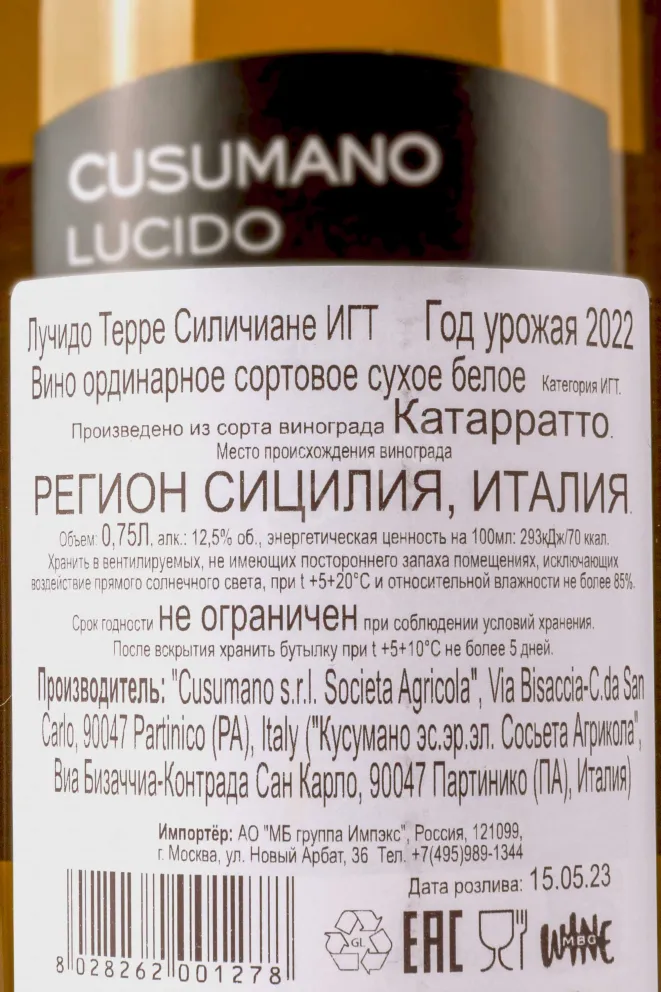 CUSUMANO
LUCIDO
Лучидо Терре Силичиане ИГТ Год урожая 2022
Вино ординарное сортовое сухое белое Категория ИГТ.
Произведено из сорта винограда Катарратто.
Место происхождения винограда
РЕГИОН СИЦИЛИЯ, ИТАЛИЯ.
Объем: 0,75Л, алк.: 12,5% об., энергетическая ценность на 100мл: 293кДж/70 ккал.
Хранить в вентилируемых, не имеющих постороннего запаха помещениях, исключающих
воздействие прямого солнечного света, при t +5+20°C и относительной влажности не более 85%.
Срок годности не ограничен при соблюдении условий хранения.
После вскрытия хранить бутылку при t +5+10°C не более 5 дней.
Производитель: "Cusumano s.r.l. Societa Agricola", Via Bisaccia-C.da San
Carlo, 90047 Partinico (PA), Italy ("Кусумано эс.эр.эл. Сосьета Агрикола",
Виа Бизаччиа-Контрада Сан Карло, 90047 Партинико (ПА), Италия)
Импортёр: АО "МБ группа Импэкс", Россия, 121099,
г. Москва, ул. Новый Арбат, 36 Тел. +7(495)989-1344
Дата розлива: 15.05.23
GL EAC WINE MBG
8 028262 001278